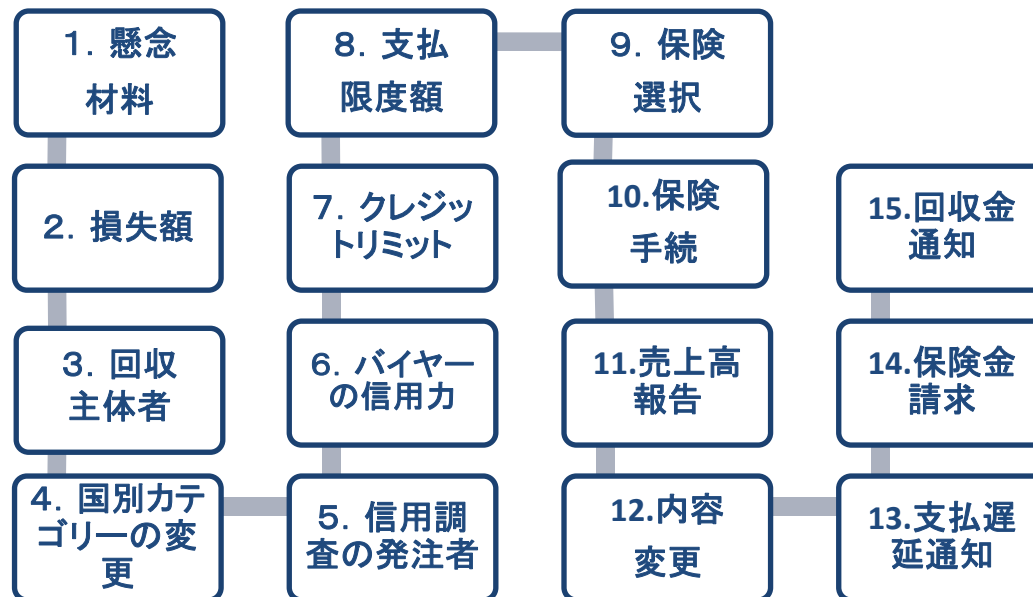 １．懸念
材料
２．損失額
３．回収
主体者
４．国別カテ
ゴリーの変
更
５．信用調
査の発注者
６．バイヤー
の信用力
７．クレジッ
トリミット
８．支払
限度額
９．保険
選択
10.保険
手続
11.売上高
報告
12.内容
変更
13.支払遅
延通知
14.保険金
請求
15.回収金
通知